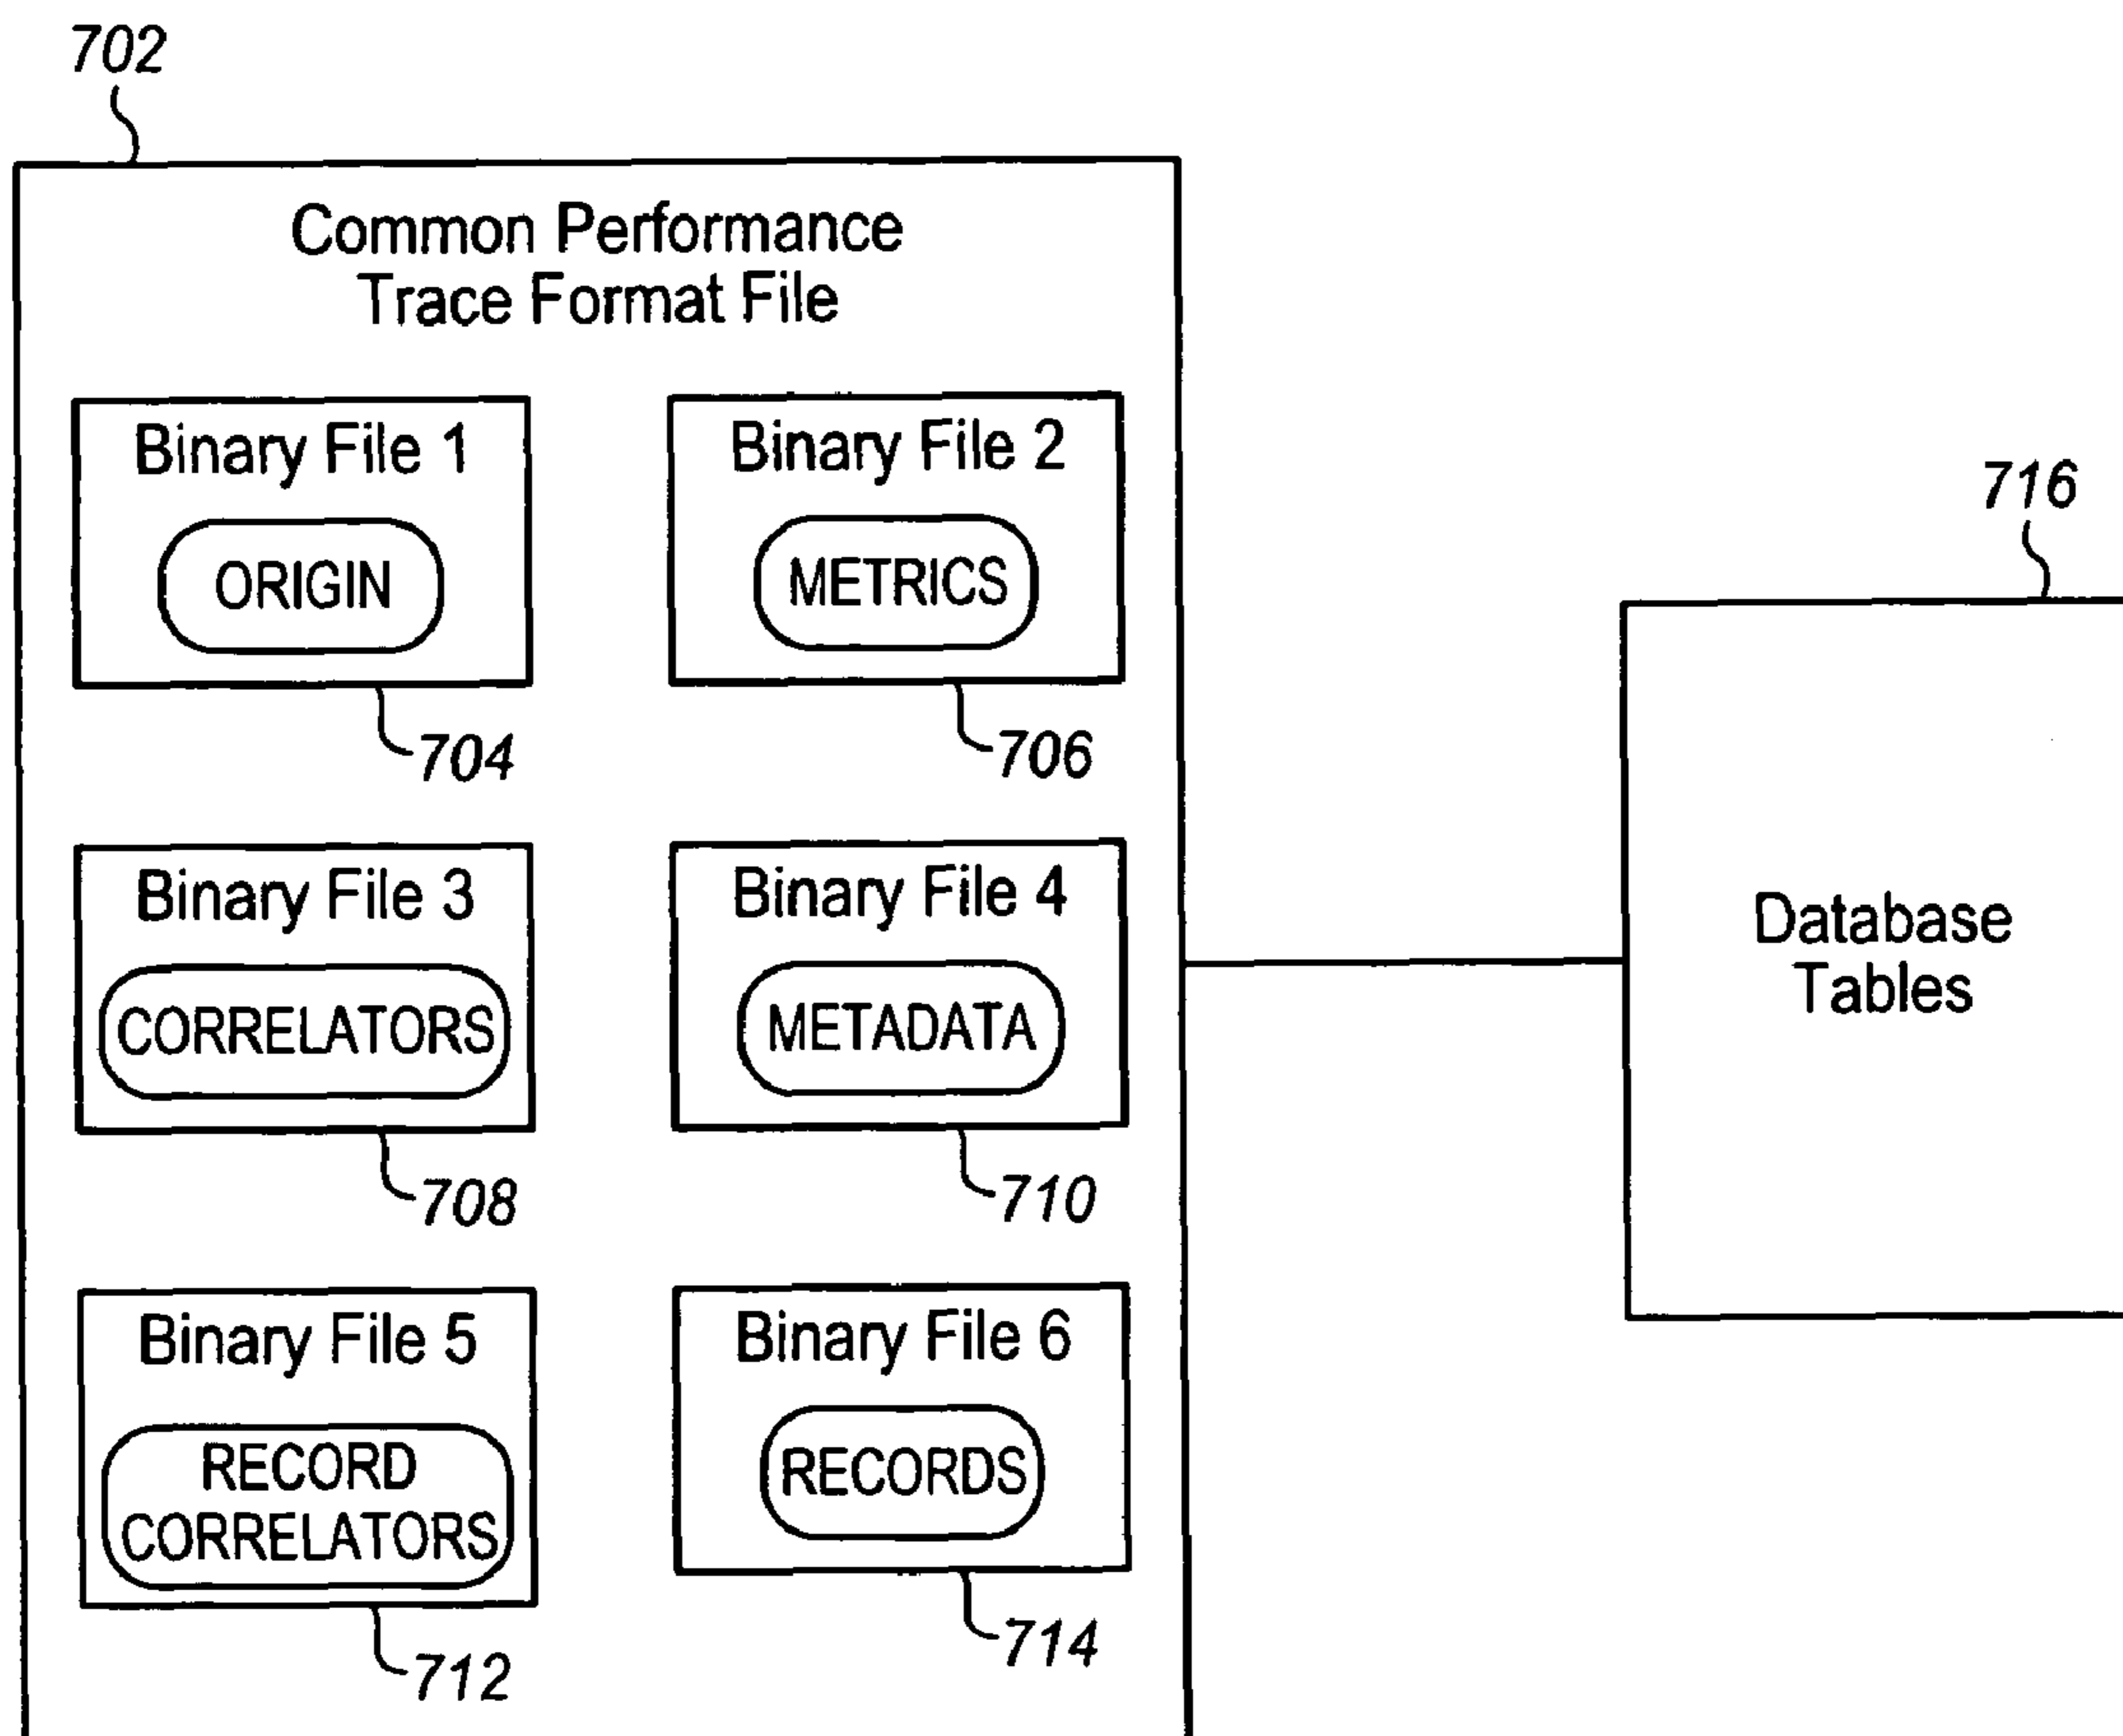 702
Common Performance
Trace Format File
Binary File 1
ORIGIN
704
Binary File 2
METRICS
706
Binary File 3
CORRELATORS
708
Binary File 4
METADATA
710
Binary File 5
RECORD
CORRELATORS
712
Binary File 6
RECORDS
714
716
Database
Tables